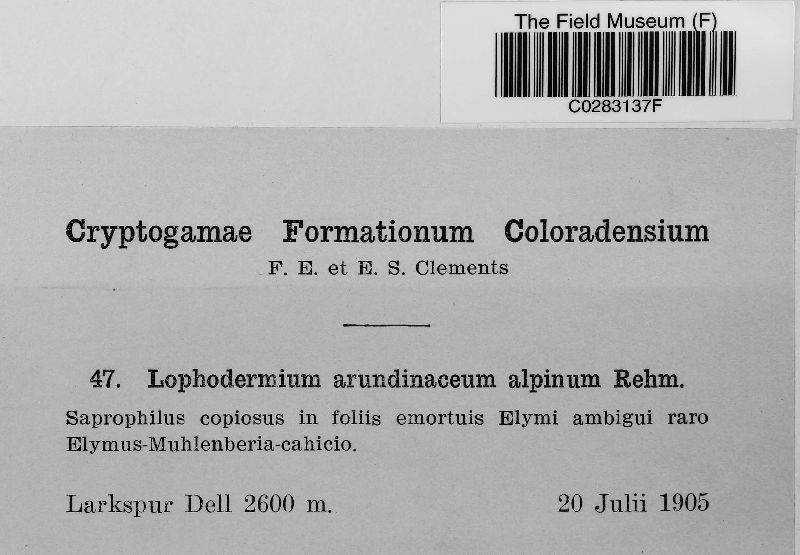 The Field Museum (F)
C0283137F
Cryptogamae Formationum Coloradensium
F. E. et E. S. Clements
47. Lophodermium arundinaceum alpinum Rehm.
Saprophilus copiosus in foliis emortuis Elymi ambigui raro
Elymus-Muhlenberia-cahicio.
Larkspur Dell 2600 m. 20 Julii 1905